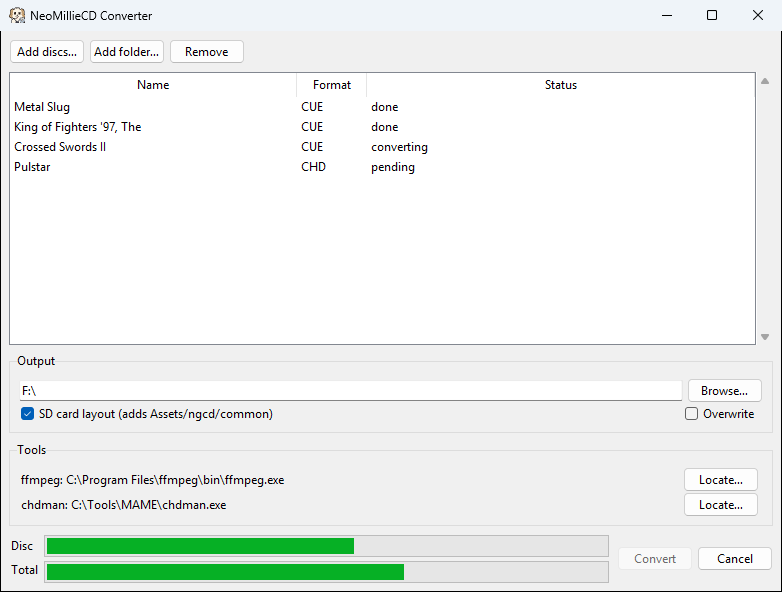 NeoMillieCD Converter
Add discs... Add folder... Remove
Name Format Status
Metal Slug CUE done
King of Fighters '97, The CUE done
Crossed Swords II CUE converting
Pulstar CHD pending
Output
F:\ Browse...
SD card layout (adds Assets/ngcd/common) Overwrite
Tools
ffmpeg: C:\Program Files\ffmpeg\bin\ffmpeg.exe Locate...
chdman: C:\Tools\MAME\chdman.exe Locate...
Disc
Total
Convert Cancel